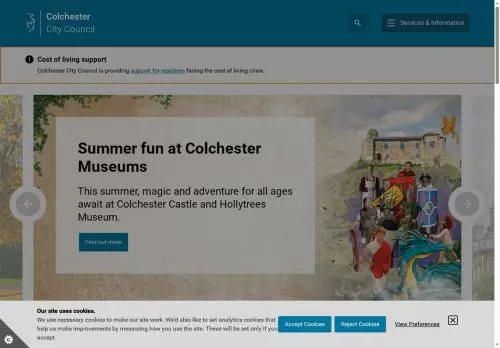 Colchester
City Council
Services & Information
Cost of living support
Colchester City Council is providing support for residents facing the cost of living crisis.
Summer fun at Colchester
Museums
This summer, magic and adventure for all ages
await at Colchester Castle and Hollytrees
Museum.
Find out more
Our site uses cookies.
We use necessary cookies to make our site work. We'd also like to set analytics cookies that
help us make improvements by measuring how you use the site. These will be set only if you
accept.
Accept Cookies
Reject Cookies
View Preferences